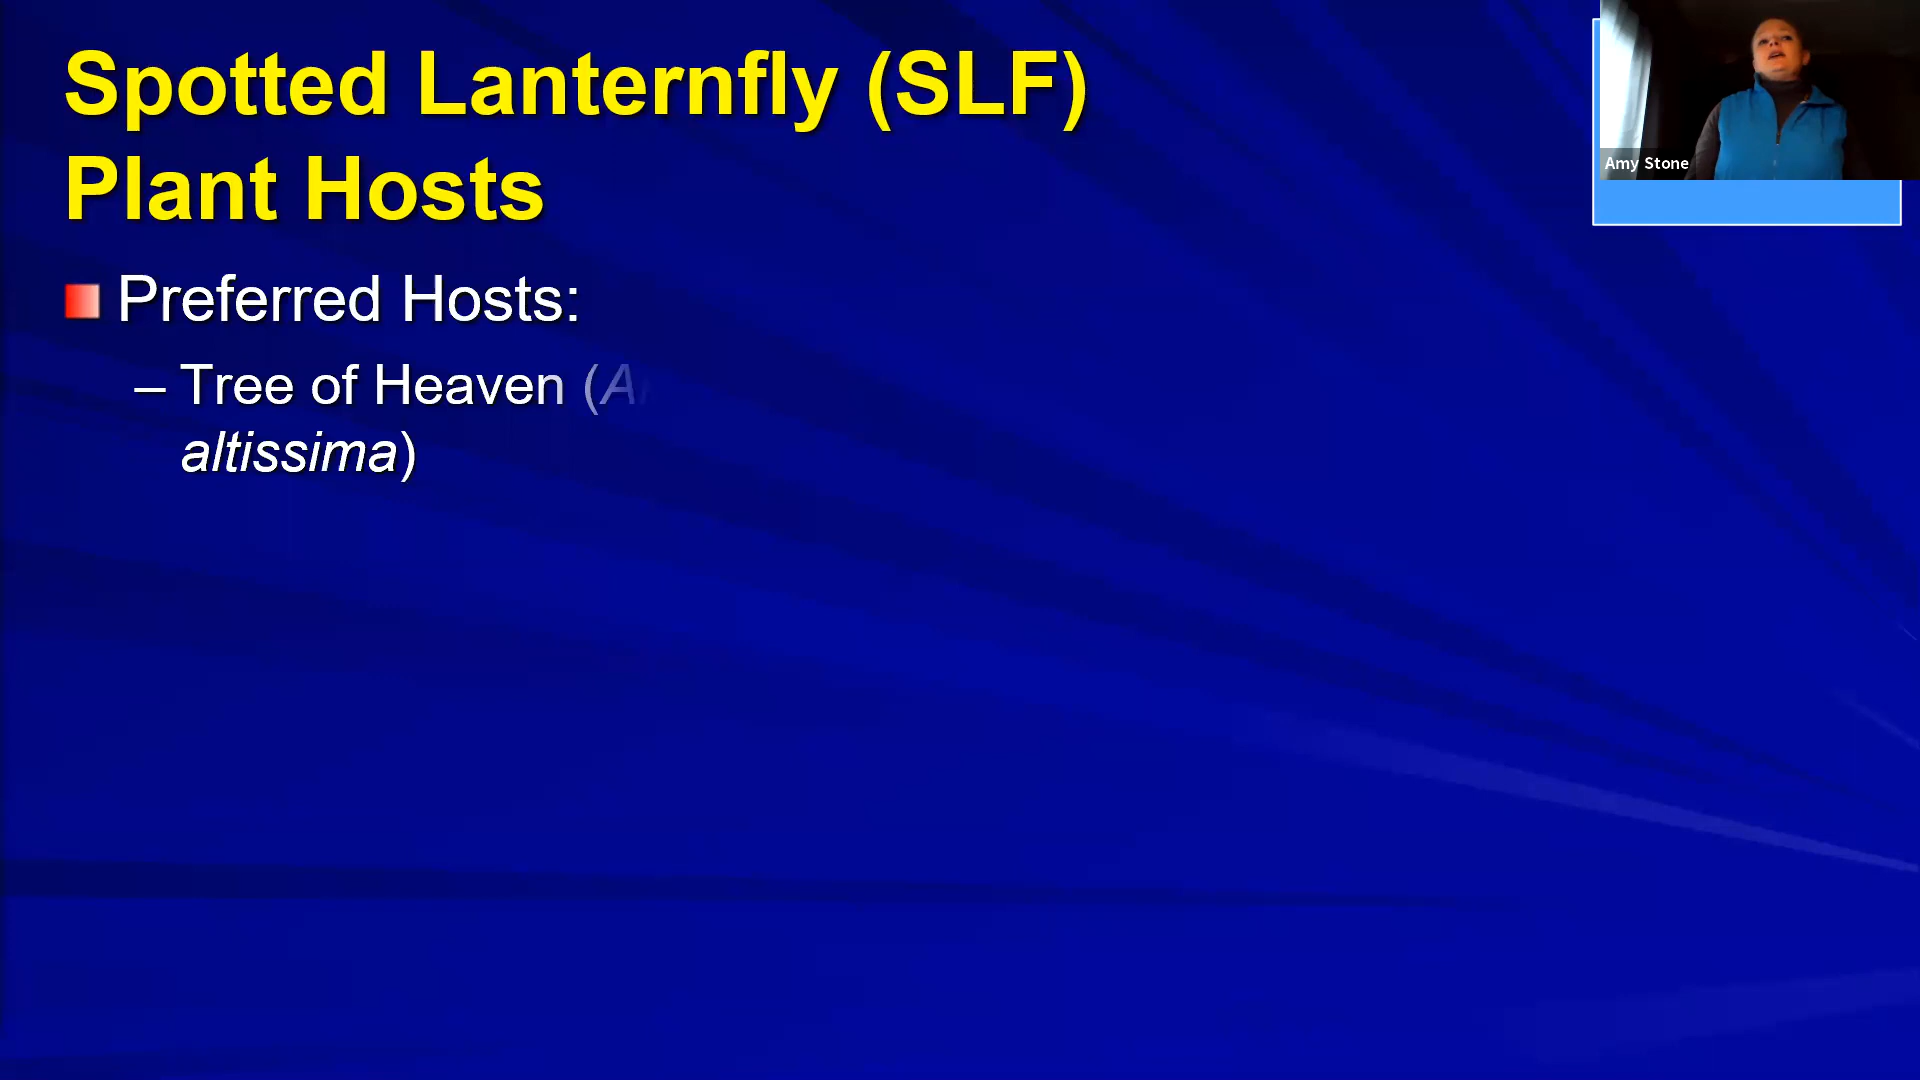 Spotted Lanternfly (SLF)
Plant Hosts
Preferred Hosts:
– Tree of Heaven (
altissima)
Amy Stone